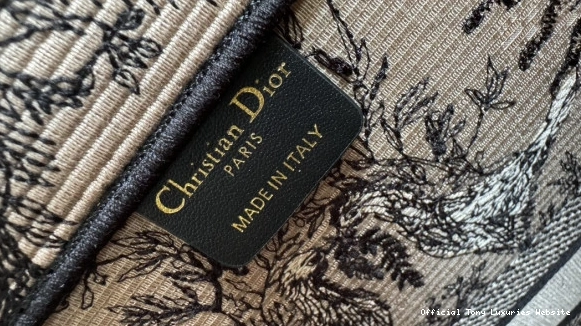 Christian Dior
PARIS
MADE IN ITALY
Official Tony Luxuries Website